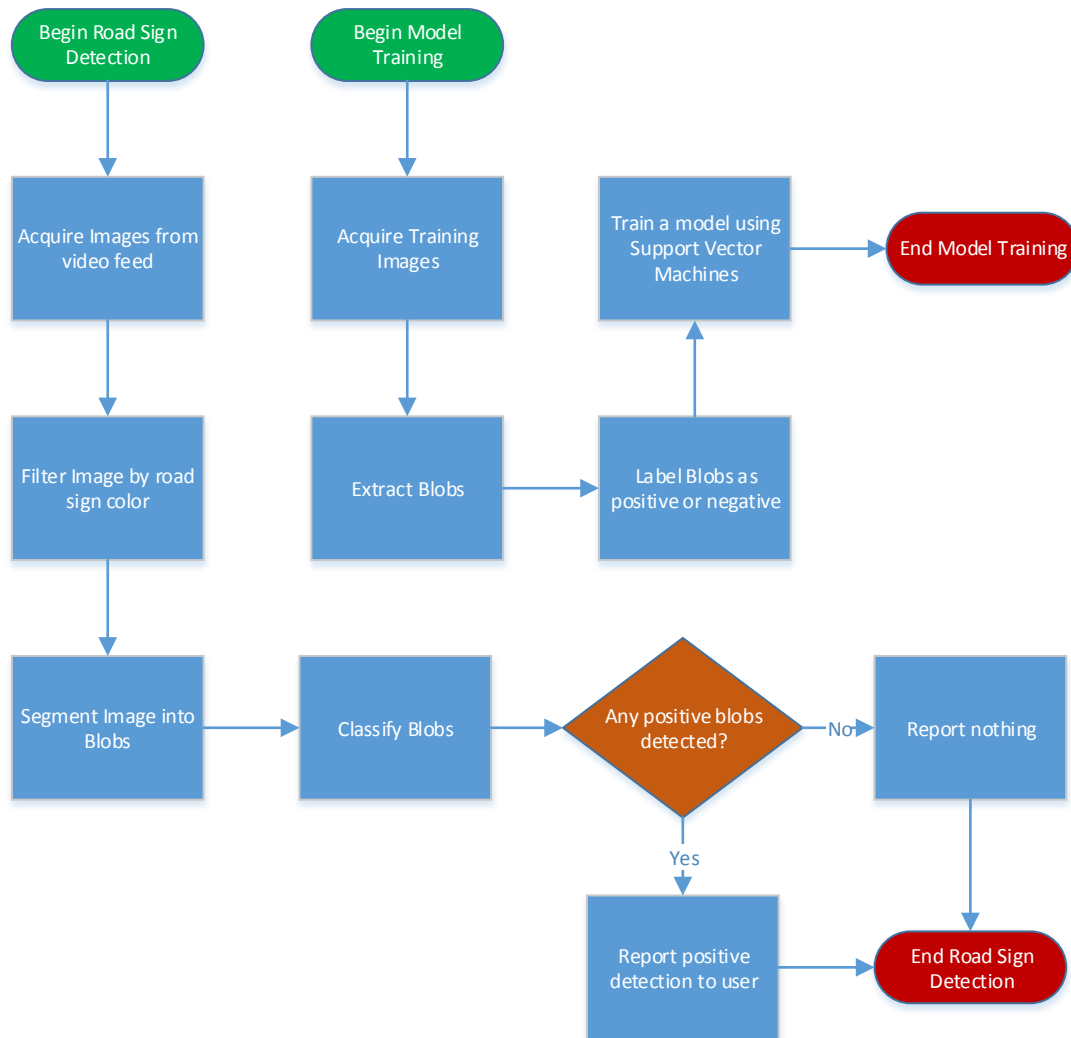 Begin Road Sign
Detection
Begin Model
Training
Acquire Images from
video feed
Acquire Training
Images
Train a model using
Support Vector
Machines
End Model Training
Filter Image by road
sign color
Extract Blobs
Label Blobs as
positive or negative
Segment Image into
Blobs
Classify Blobs
Any positive blobs
detected?
No
Report nothing
Yes
Report positive
detection to user
End Road Sign
Detection